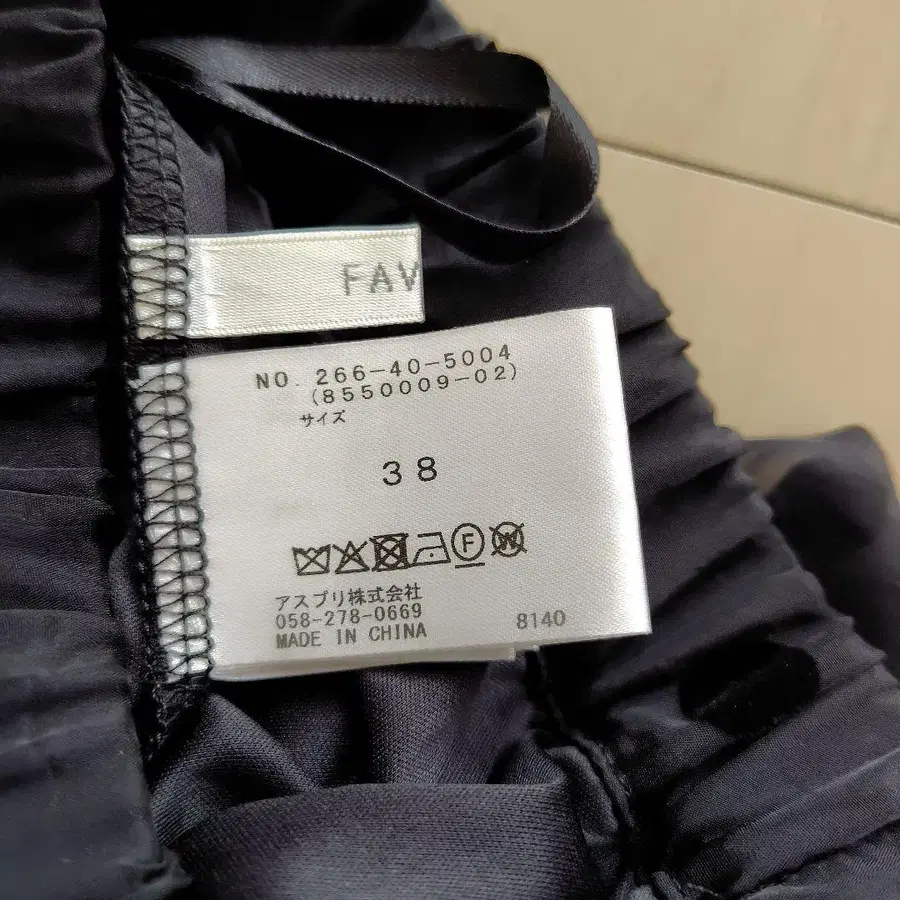 FAV
NO. 266-40-5004
(8550009-02)
サイズ
38
F W
アスプリ株式会社
058-278-0669
MADE IN CHINA
8140